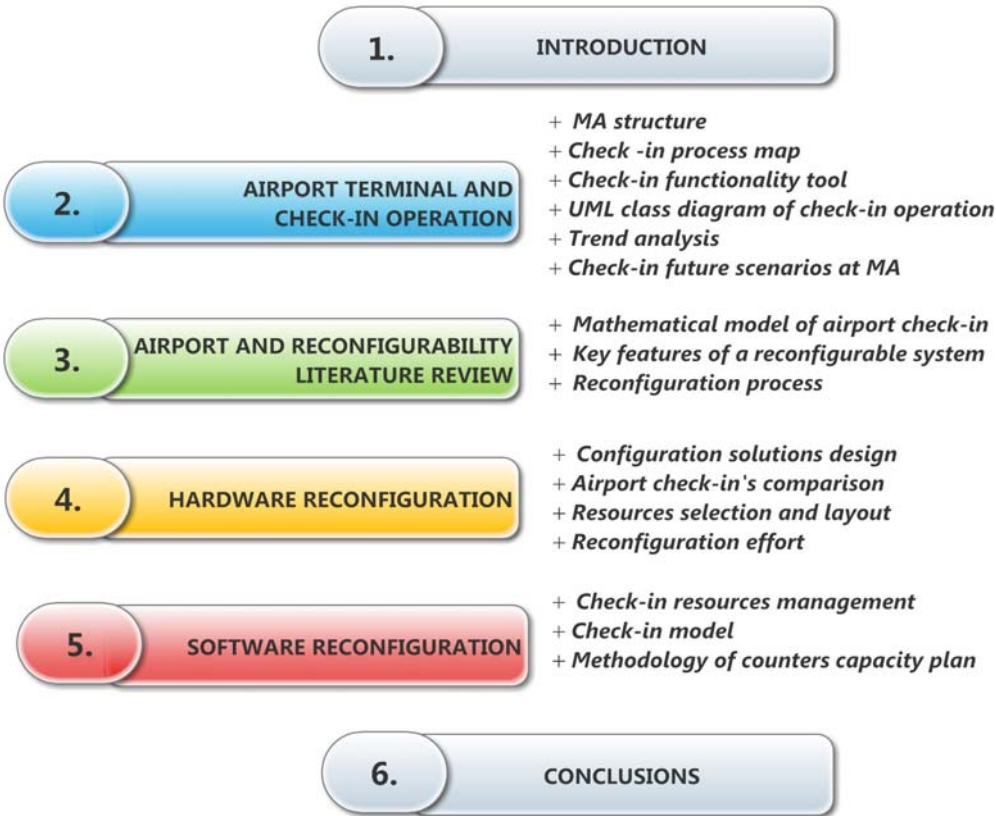 1. INTRODUCTION
2. AIRPORT TERMINAL AND
CHECK-IN OPERATION
+ MA structure
+ Check -in process map
+ Check-in functionality tool
+ UML class diagram of check-in operation
+ Trend analysis
+ Check-in future scenarios at MA
3. AIRPORT AND RECONFIGURABILITY
LITERATURE REVIEW
+ Mathematical model of airport check-in
+ Key features of a reconfigurable system
+ Reconfiguration process
4. HARDWARE RECONFIGURATION
+ Configuration solutions design
+ Airport check-in's comparison
+ Resources selection and layout
+ Reconfiguration effort
5. SOFTWARE RECONFIGURATION
+ Check-in resources management
+ Check-in model
+ Methodology of counters capacity plan
6. CONCLUSIONS